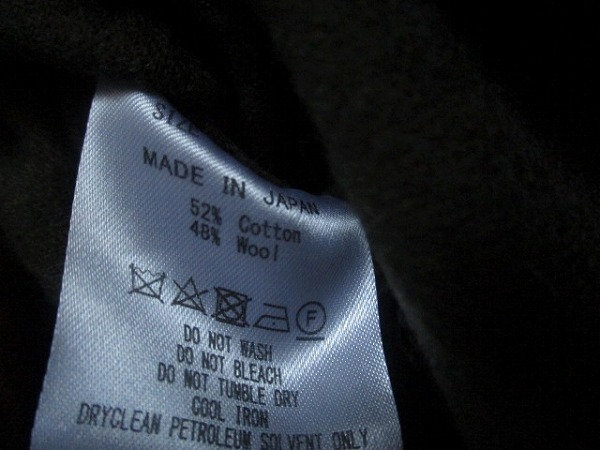 SIZE
MADE IN JAPAN
52% Cotton
48% Wool
F
DO NOT WASH
DO NOT BLEACH
DO NOT TUMBLE DRY
COOL IRON
DRYCLEAN PETROLEUM SOLVENT ONLY